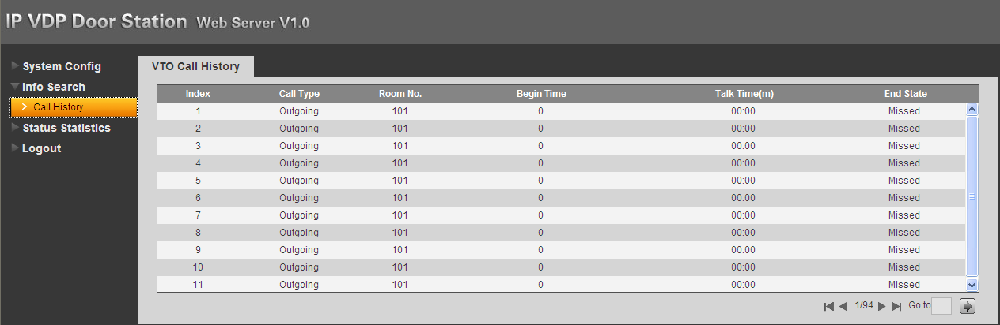 IP VDP Door Station Web Server V1.0
System Config
Info Search
Call History
Status Statistics
Logout
VTO Call History
Index Call Type Room No. Begin Time Talk Time(m) End State
1 Outgoing 101 0 00:00 Missed
2 Outgoing 101 0 00:00 Missed
3 Outgoing 101 0 00:00 Missed
4 Outgoing 101 0 00:00 Missed
5 Outgoing 101 0 00:00 Missed
6 Outgoing 101 0 00:00 Missed
7 Outgoing 101 0 00:00 Missed
8 Outgoing 101 0 00:00 Missed
9 Outgoing 101 0 00:00 Missed
10 Outgoing 101 0 00:00 Missed
11 Outgoing 101 0 00:00 Missed
1/94 Go to